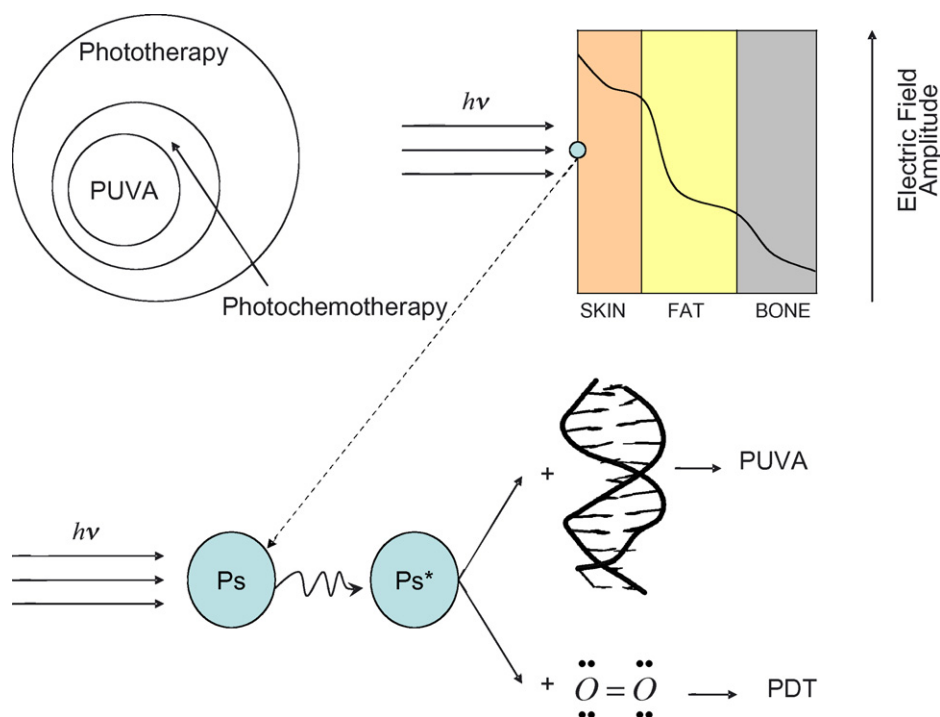 Phototherapy
PUVA
Photochemotherapy
hν
SKIN FAT BONE
Electric Field
Amplitude
hν
Ps
Ps*
+
PUVA
+ O = O
PDT